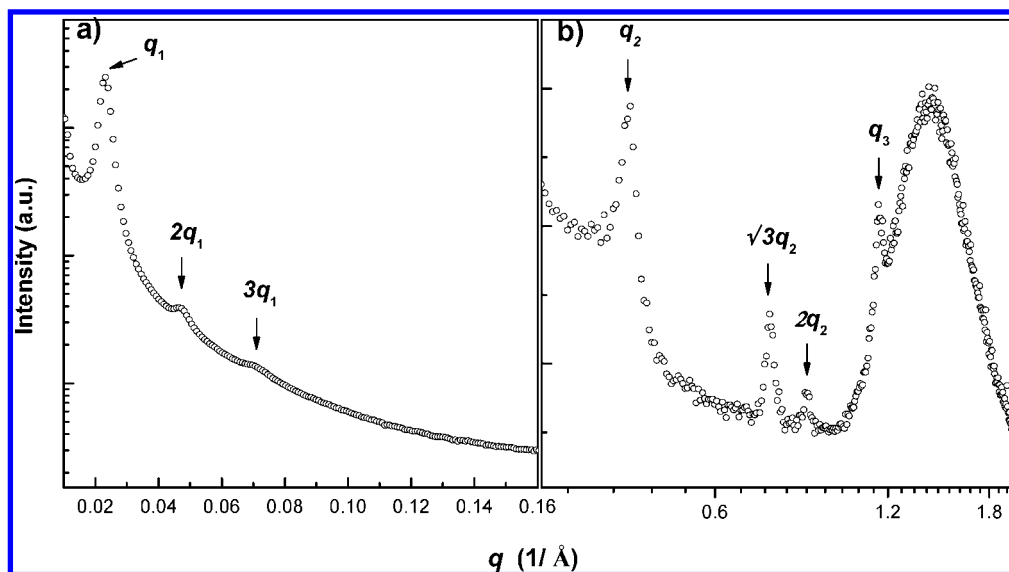 a)
q1
2q1
3q1
b)
q2
√3q2
2q2
q3
Intensity (a.u.)
0.02 0.04 0.06 0.08 0.10 0.12 0.14 0.16
0.6 1.2 1.8
q (1/ Å)